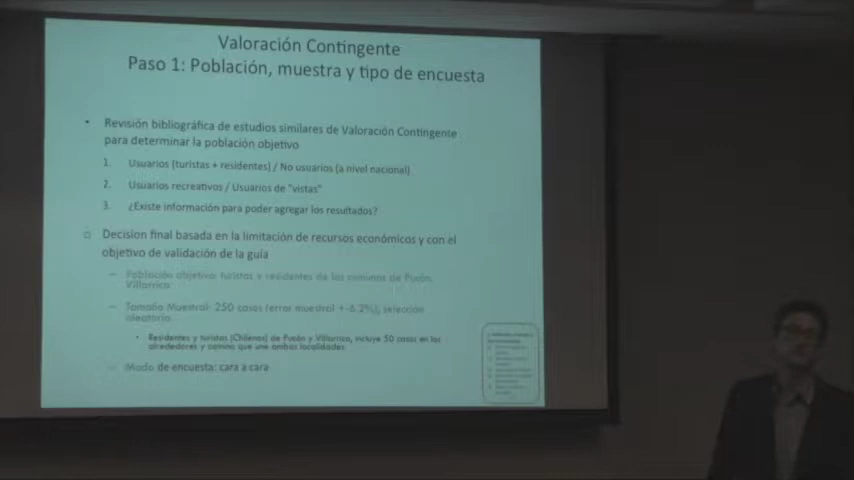 Valoración Contingente
Paso 1: Población, muestra y tipo de encuesta
• Revisión bibliográfica de estudios similares de Valoración Contingente
para determinar la población objetivo
1. Usuarios (turistas + residentes) / No usuarios (a nivel nacional)
2. Usuarios recreativos / Usuarios de "vistas"
3. ¿Existe información para poder agregar los resultados?
Decision final basada en la limitación de recursos económicos y con el
objetivo de validación de la guía
– Población objetivo: turistas y residentes de las comunas de Pucón,
Villarrica
– Tamaño Muestral: 250 casos (error muestral +-6.2%), selección
aleatoria
• Residentes y turistas (Chilenos) de Pucón y Villarrica, incluye 50 casos en los
alrededores y camino que une ambas localidades
– Modo de encuesta: cara a cara